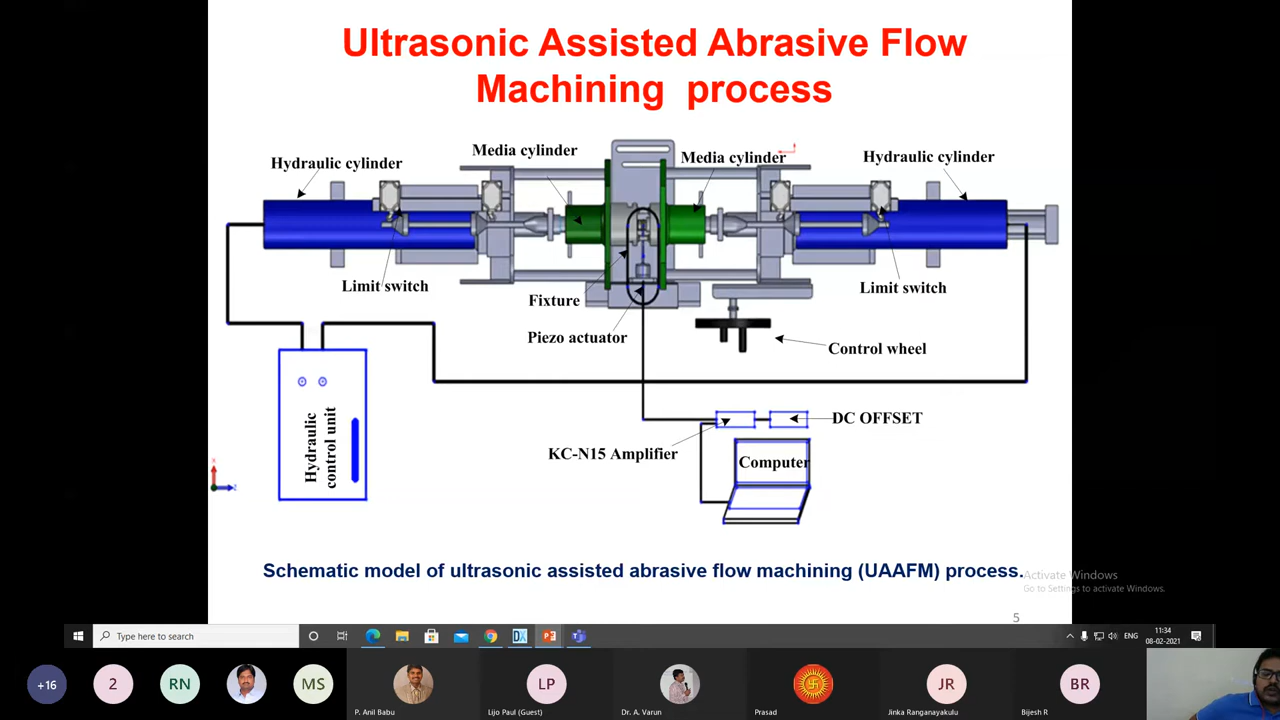 Ultrasonic Assisted Abrasive Flow
Machining process
Hydraulic cylinder
Media cylinder
Media cylinder
Hydraulic cylinder
Limit switch
Fixture
Piezo actuator
Limit switch
Control wheel
Hydraulic
control unit
KC-N15 Amplifier
DC OFFSET
Computer
Schematic model of ultrasonic assisted abrasive flow machining (UAAFM) process.
Activate Windows
Go to Settings to activate Windows.
5
Type here to search
DX
ENG
11:34
08-02-2021
+16
2
RN
MS
P. Anil Babu
LP
Lijo Paul (Guest)
Dr. A. Varun
Prasad
JR
Jinka Ranganayakulu
BR
Bijesh R